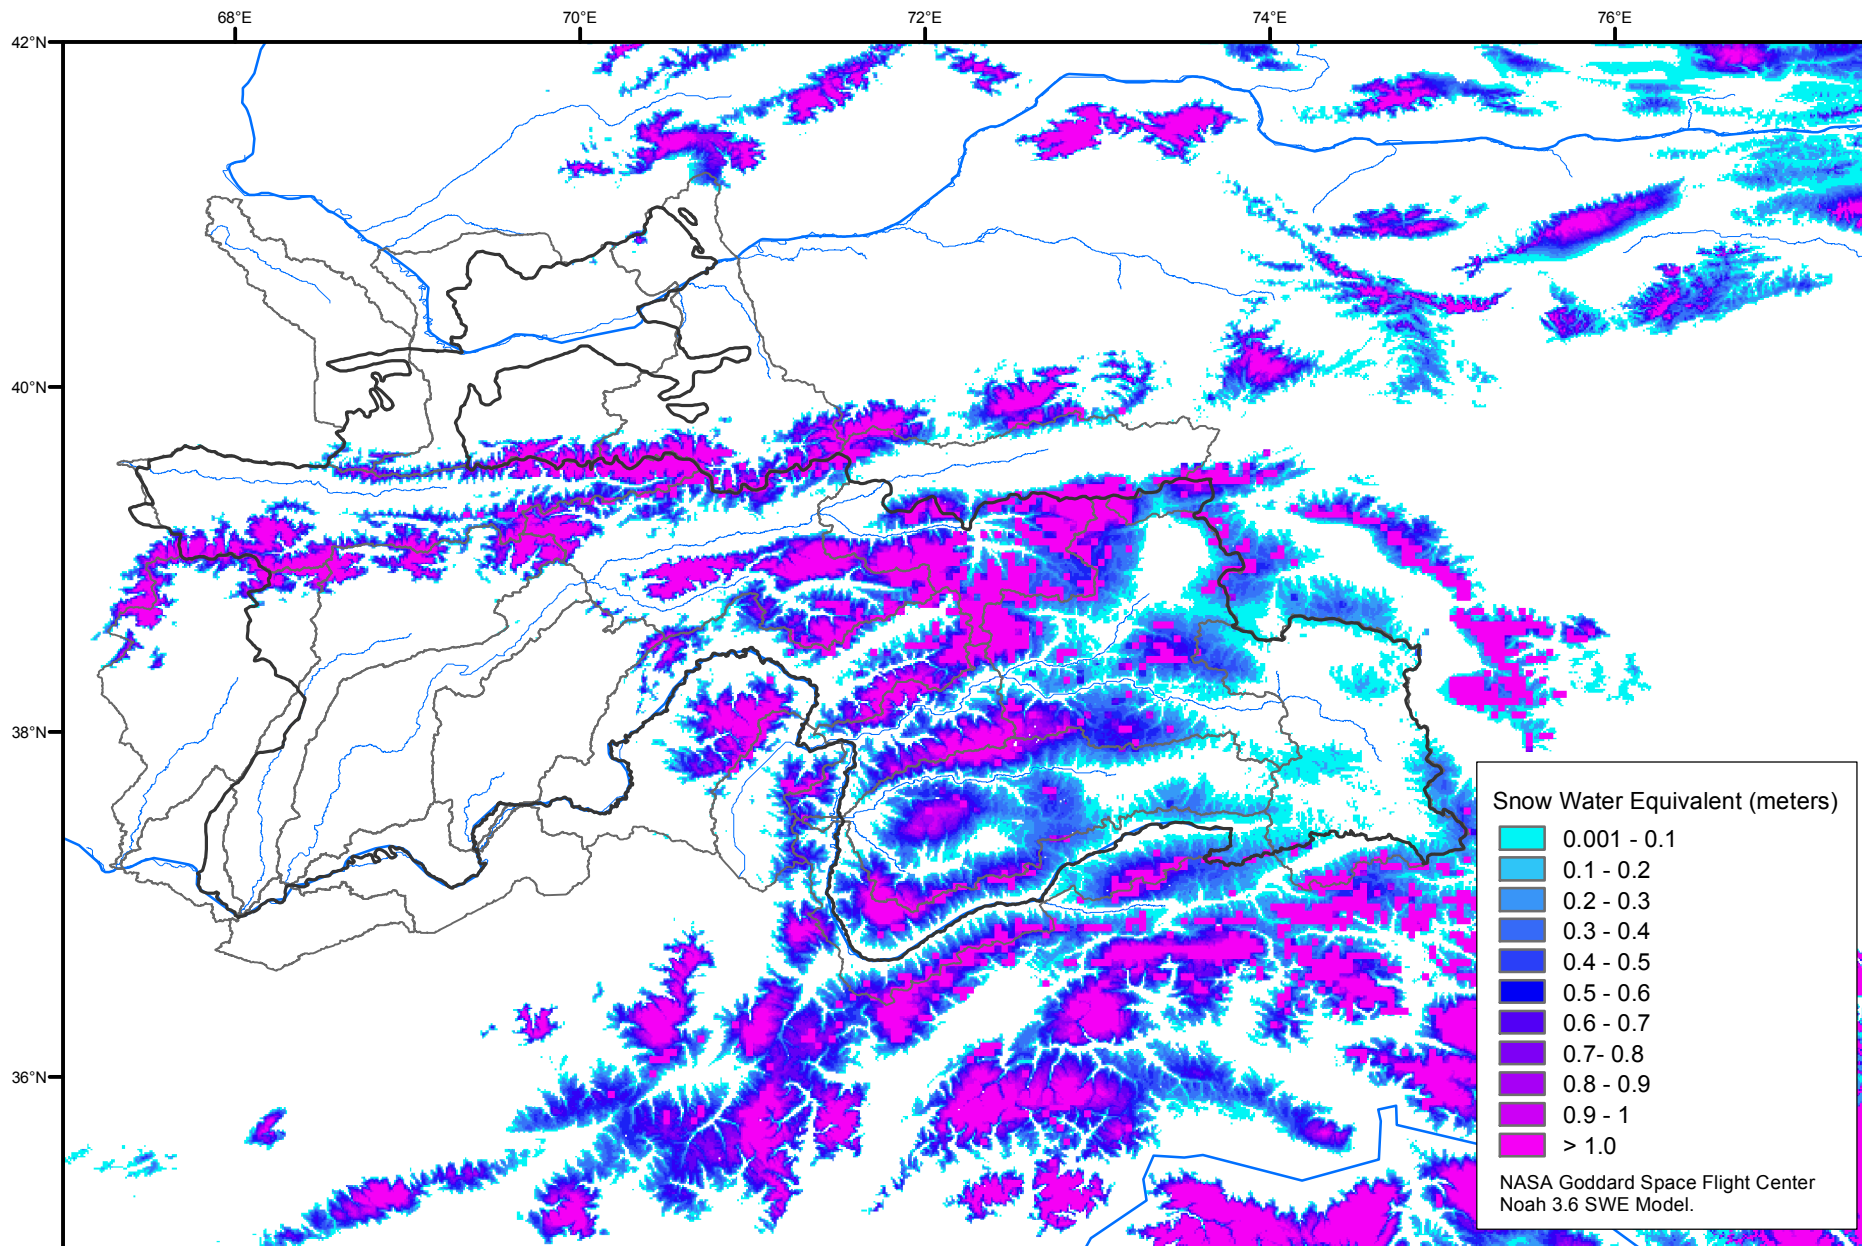 68°E 70°E 72°E 74°E 76°E
42°N
40°N
38°N
36°N
Snow Water Equivalent (meters)
0.001 - 0.1
0.1 - 0.2
0.2 - 0.3
0.3 - 0.4
0.4 - 0.5
0.5 - 0.6
0.6 - 0.7
0.7- 0.8
0.8 - 0.9
0.9 - 1
> 1.0
NASA Goddard Space Flight Center
Noah 3.6 SWE Model.